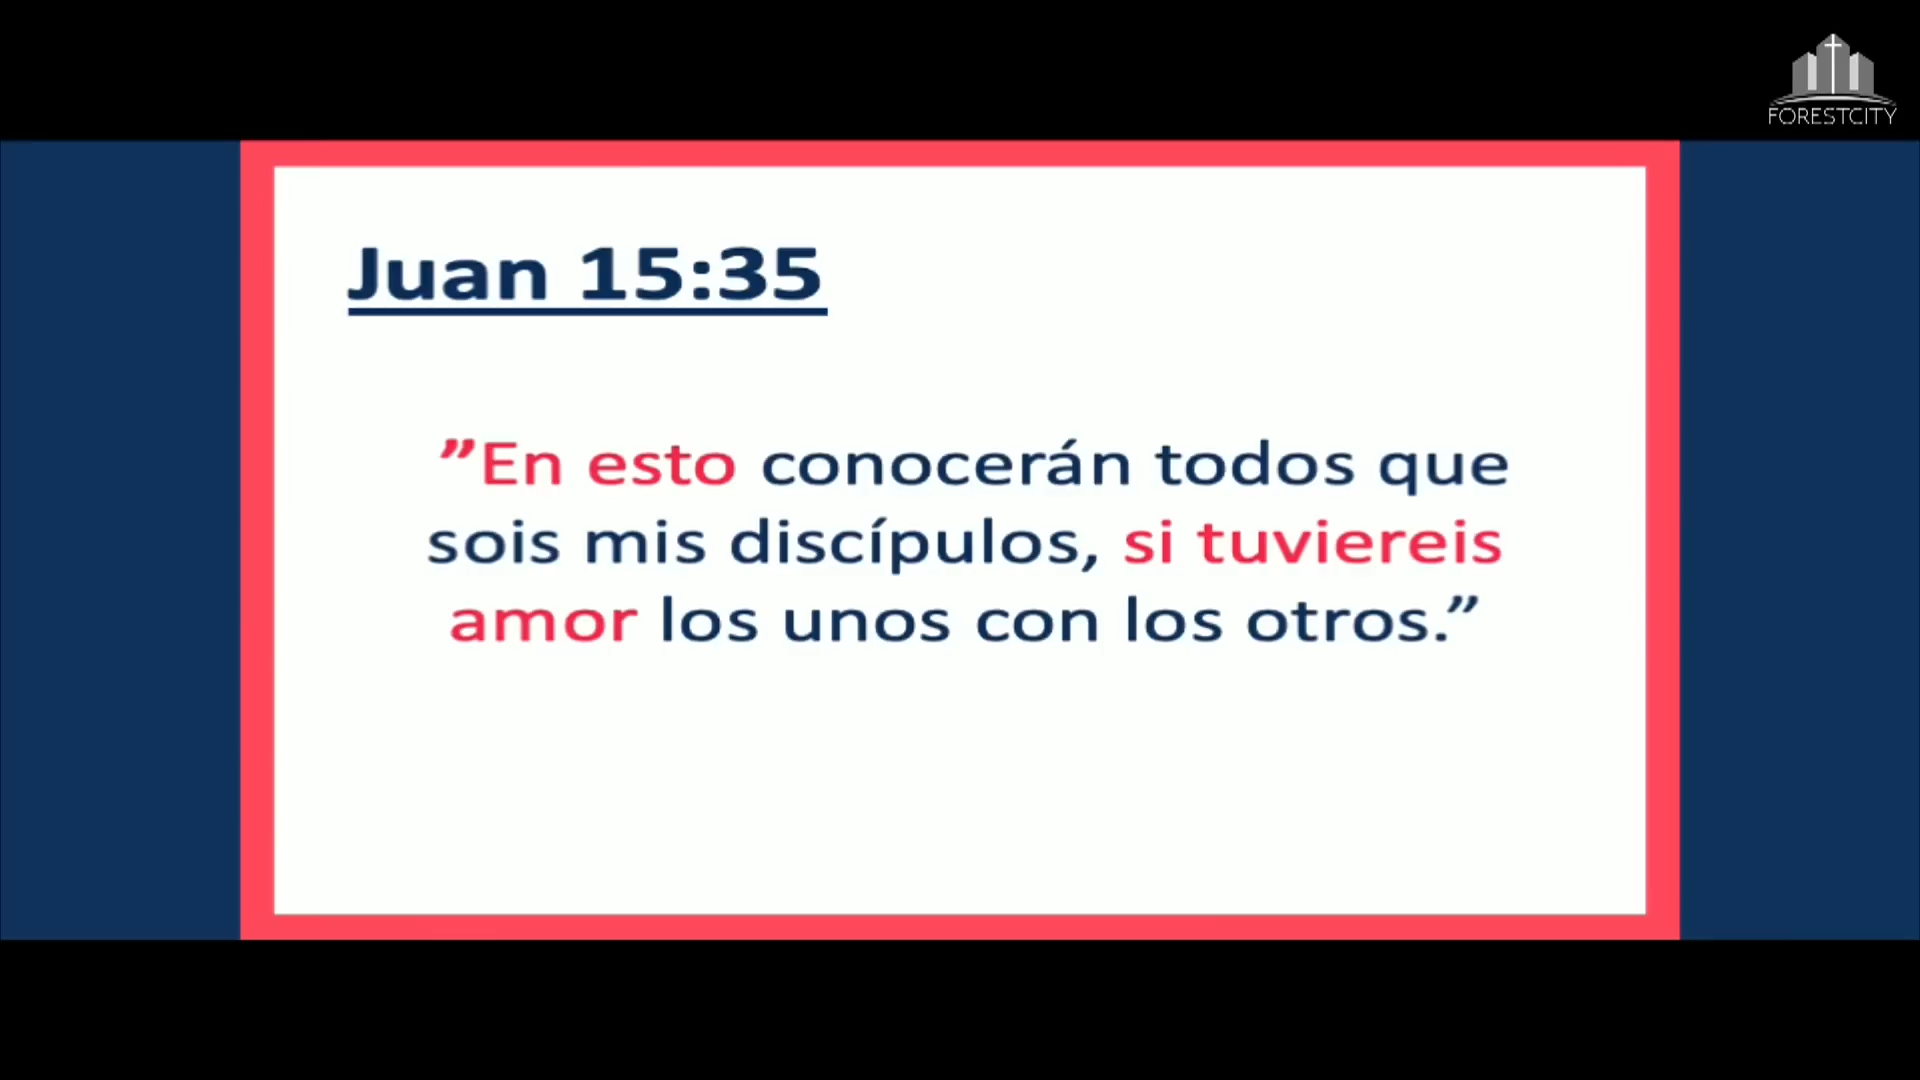 FORESTCITY
Juan 15:35
”En esto conocerán todos que
sois mis discípulos, si tuviereis
amor los unos con los otros.”